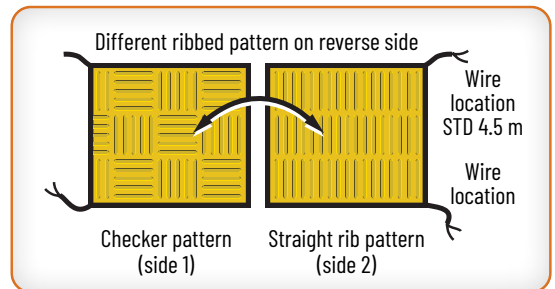 Different ribbed pattern on reverse side
Wire
location
STD 4.5 m
Wire
location
Checker pattern
(side 1)
Straight rib pattern
(side 2)